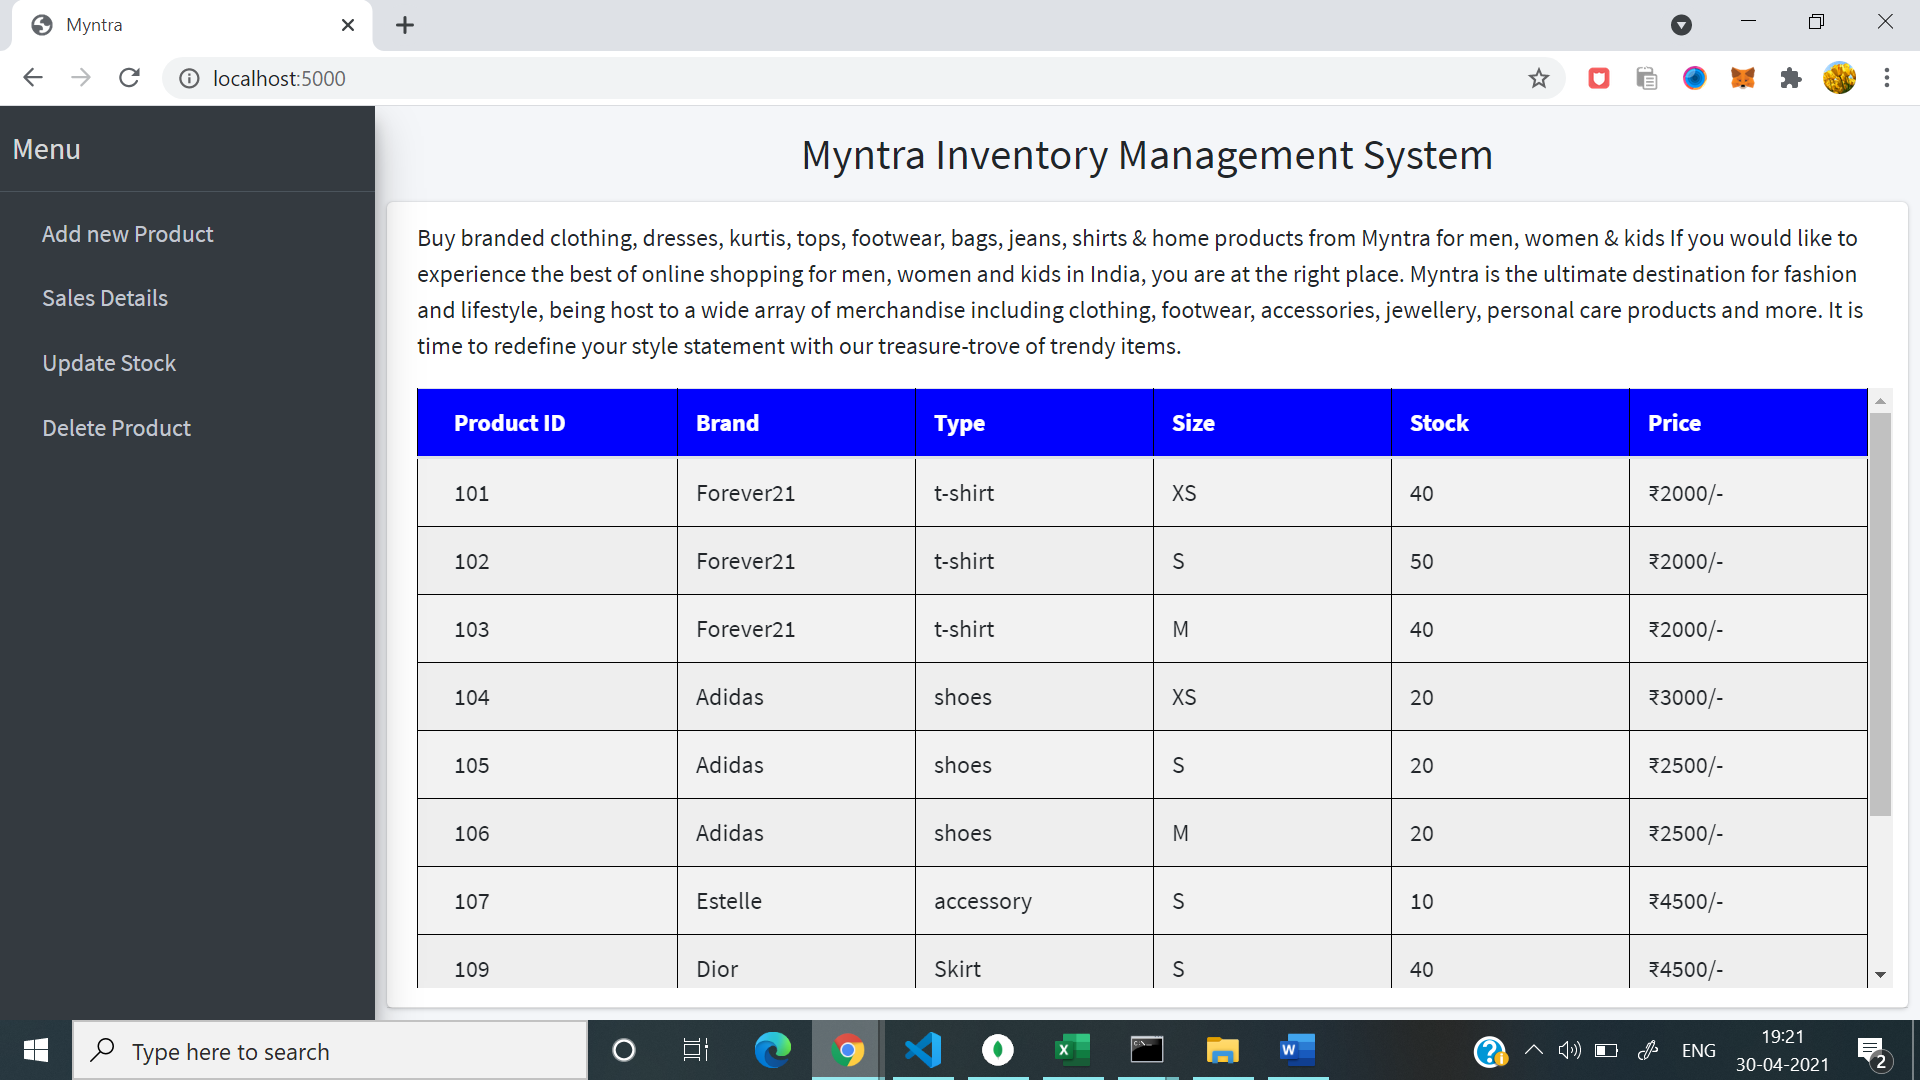 Myntra
localhost:5000
Menu
Add new Product
Sales Details
Update Stock
Delete Product
Myntra Inventory Management System
Buy branded clothing, dresses, kurtis, tops, footwear, bags, jeans, shirts & home products from Myntra for men, women & kids If you would like to
experience the best of online shopping for men, women and kids in India, you are at the right place. Myntra is the ultimate destination for fashion
and lifestyle, being host to a wide array of merchandise including clothing, footwear, accessories, jewellery, personal care products and more. It is
time to redefine your style statement with our treasure-trove of trendy items.
Product ID Brand Type Size Stock Price
101 Forever21 t-shirt XS 40 ₹2000/-
102 Forever21 t-shirt S 50 ₹2000/-
103 Forever21 t-shirt M 40 ₹2000/-
104 Adidas shoes XS 20 ₹3000/-
105 Adidas shoes S 20 ₹2500/-
106 Adidas shoes M 20 ₹2500/-
107 Estelle accessory S 10 ₹4500/-
109 Dior Skirt S 40 ₹4500/-
Type here to search
ENG
19:21
30-04-2021
2